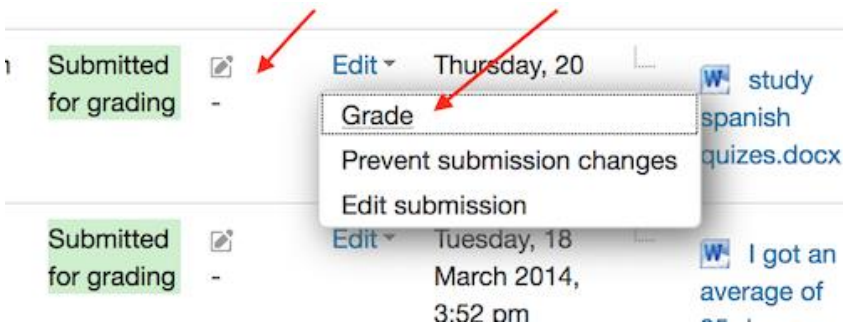 Submitted
for grading
-
Edit
Thursday, 20
Grade
Prevent submission changes
Edit submission
study
spanish
quizes.docx
Submitted
for grading
-
Edit
Tuesday, 18
March 2014,
3:52 pm
I got an
average of